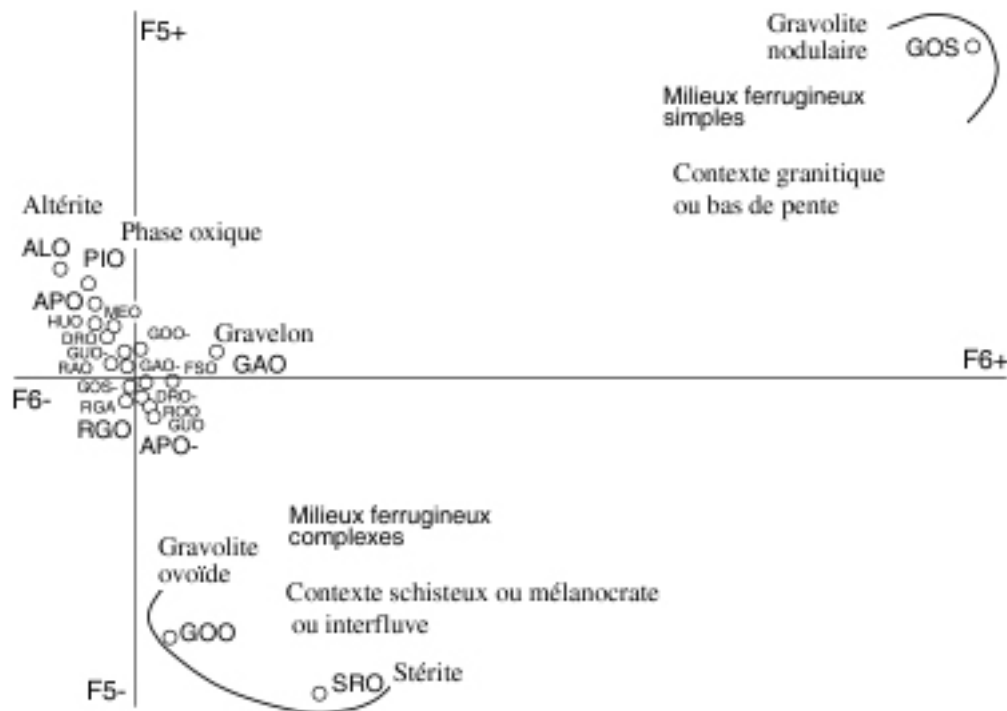 F5+
Gravolite
nodulaire
GOS
Milieux ferrugineux
simples
Contexte granitique
ou bas de pente
Altérite
Phase oxique
ALO
PIO
APO
MEO
HUO
DRO
GOO-
GUO-
Gravelon
RAO
GAO-
FSO
GAO
F6+
F6-
GOS-
DRO-
RGA
ROO
GUO
RGO
APO-
Milieux ferrugineux
complexes
Gravolite
ovoïde
Contexte schisteux ou mélanocrate
ou interfluve
GOO
SRO
Stérite
F5-